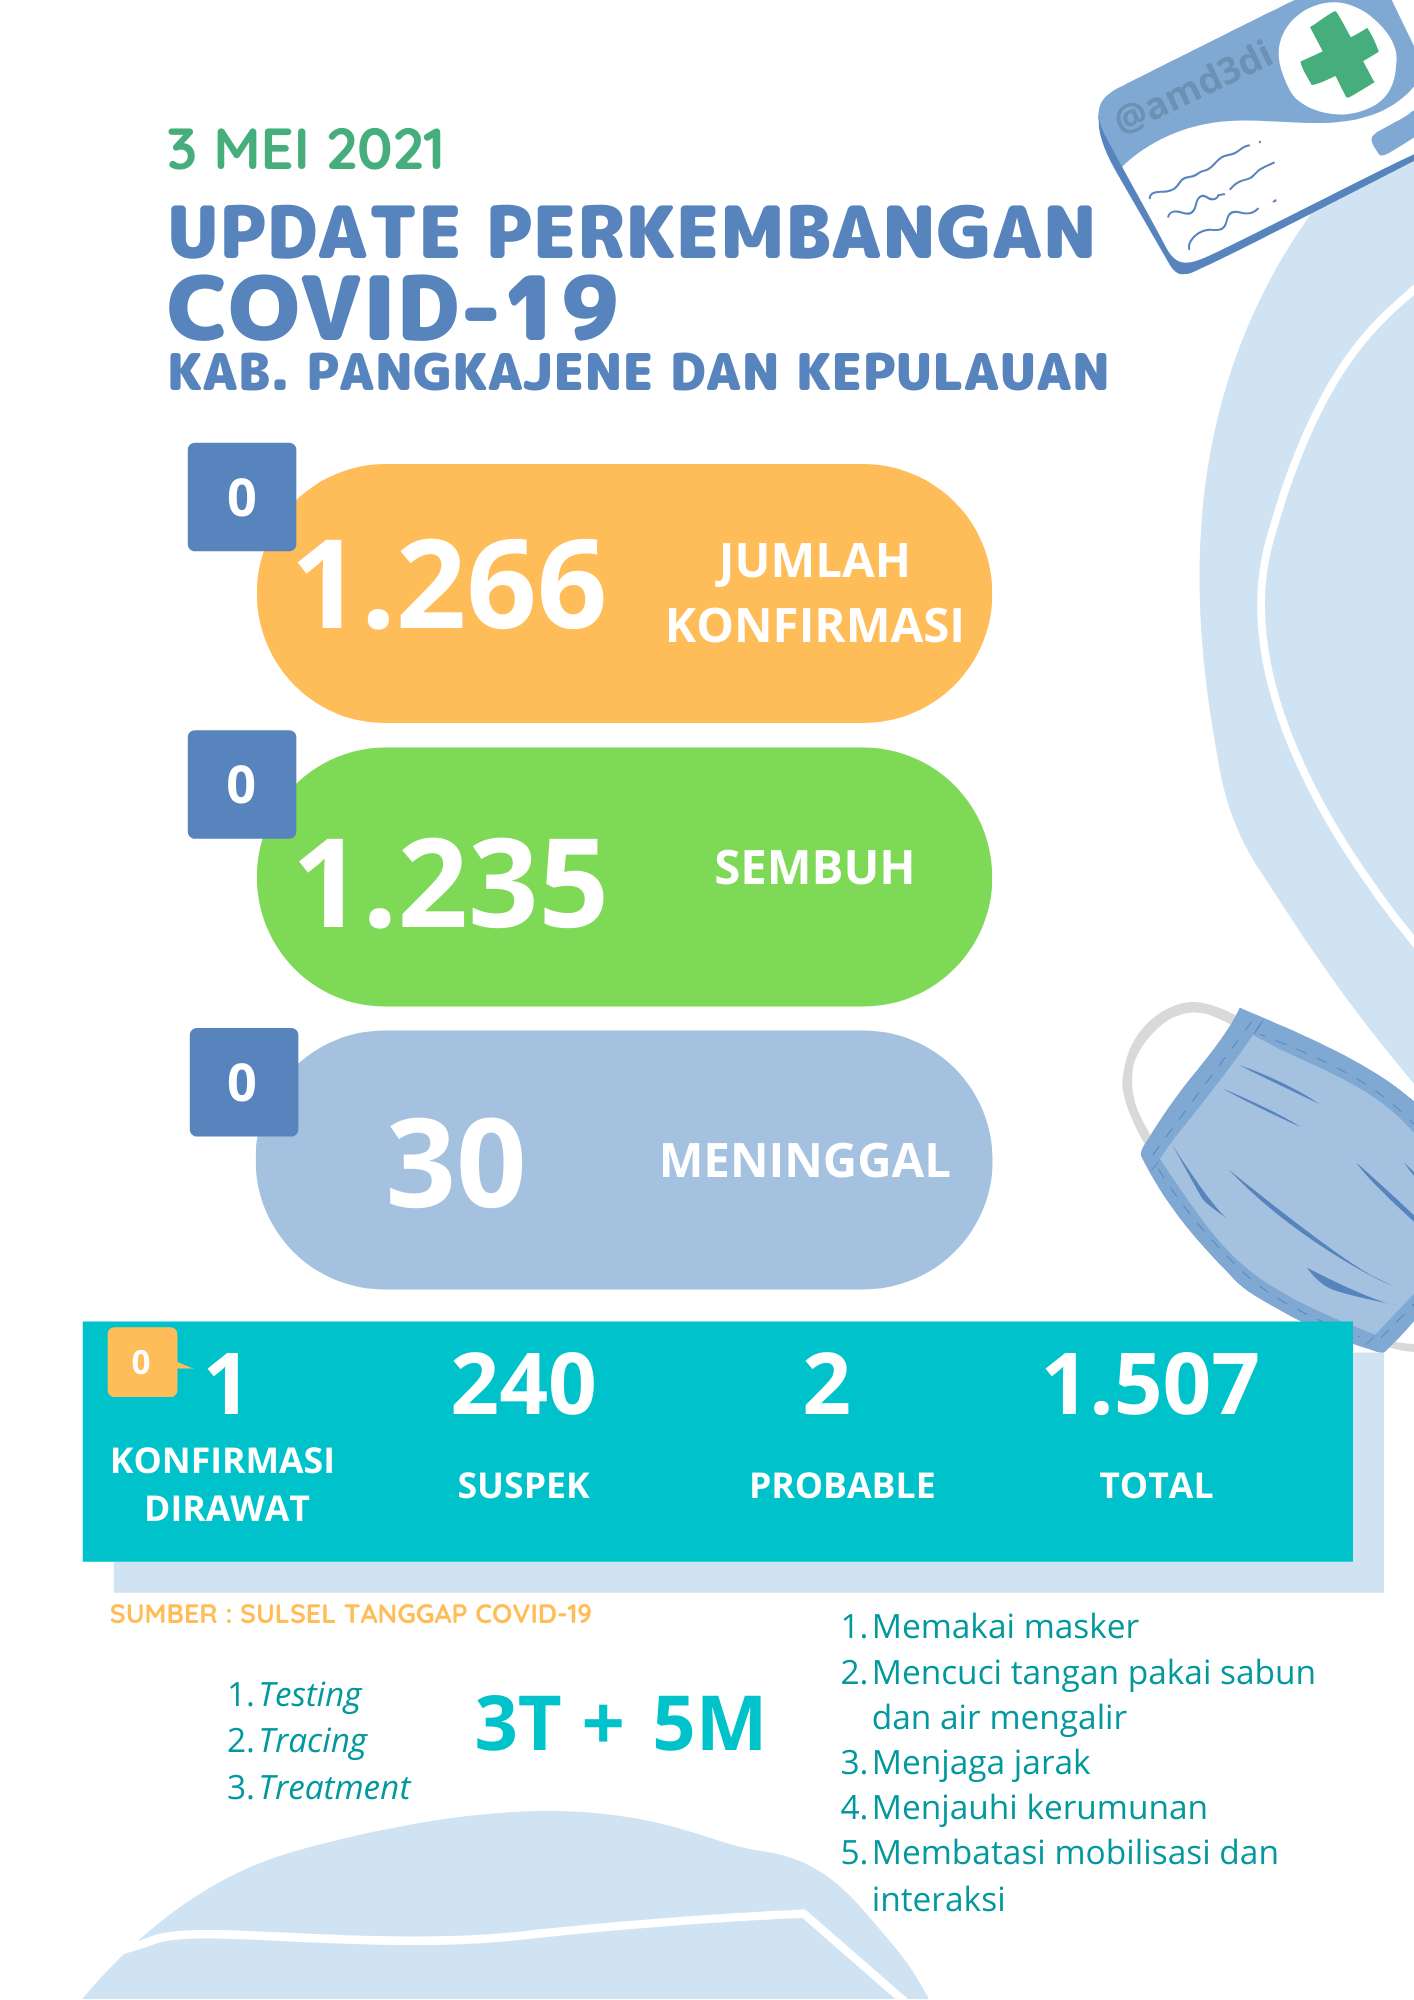 @amd3di
3 MEI 2021
UPDATE PERKEMBANGAN
COVID-19
KAB. PANGKAJENE DAN KEPULAUAN
0
1.266
JUMLAH
KONFIRMASI
0
1.235
SEMBUH
0
30
MENINGGAL
0
1
KONFIRMASI
DIRAWAT
240
SUSPEK
2
PROBABLE
1.507
TOTAL
SUMBER : SULSEL TANGGAP COVID-19
1. Testing
2. Tracing
3. Treatment
3T + 5M
1. Memakai masker
2. Mencuci tangan pakai sabun
dan air mengalir
3. Menjaga jarak
4. Menjauhi kerumunan
5. Membatasi mobilisasi dan
interaksi